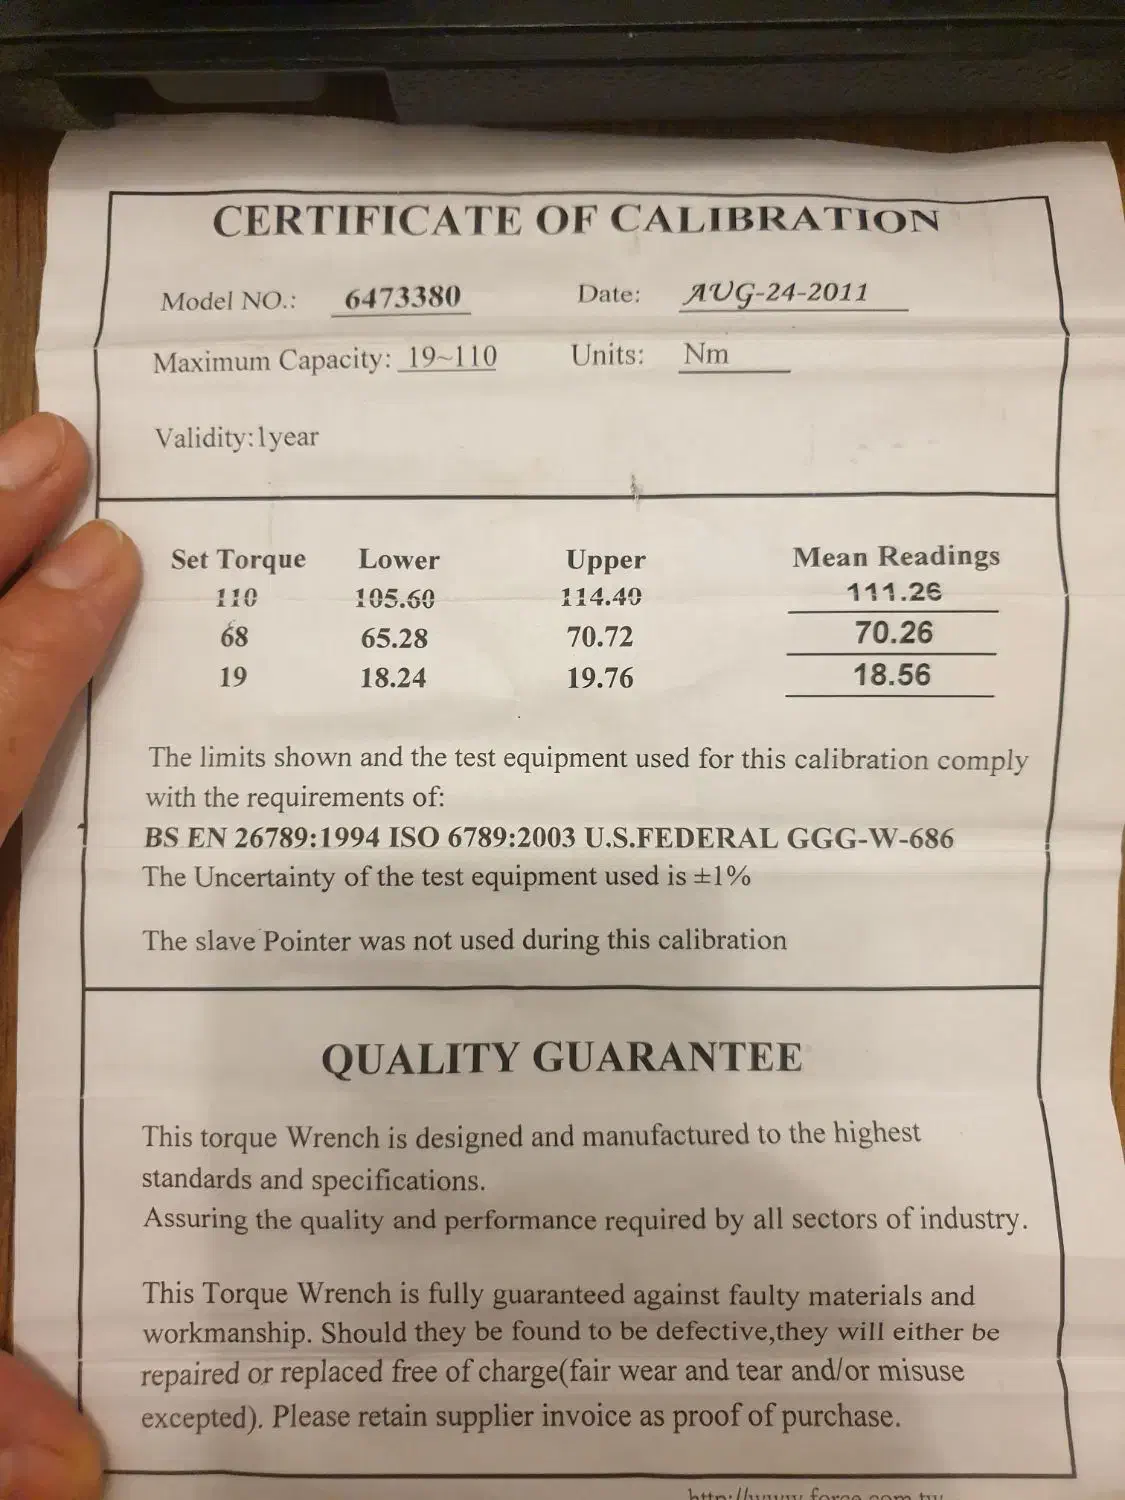 CERTIFICATE OF CALIBRATION
Model NO.: 6473380 Date: AUG-24-2011
Maximum Capacity: 19~110 Units: Nm
Validity:1year
Set Torque Lower Upper Mean Readings
110 105.60 114.40 111.26
68 65.28 70.72 70.26
19 18.24 19.76 18.56
The limits shown and the test equipment used for this calibration comply
with the requirements of:
BS EN 26789:1994 ISO 6789:2003 U.S.FEDERAL GGG-W-686
The Uncertainty of the test equipment used is ±1%
The slave Pointer was not used during this calibration
QUALITY GUARANTEE
This torque Wrench is designed and manufactured to the highest
standards and specifications.
Assuring the quality and performance required by all sectors of industry.
This Torque Wrench is fully guaranteed against faulty materials and
workmanship. Should they be found to be defective,they will either be
repaired or replaced free of charge(fair wear and tear and/or misuse
excepted). Please retain supplier invoice as proof of purchase.